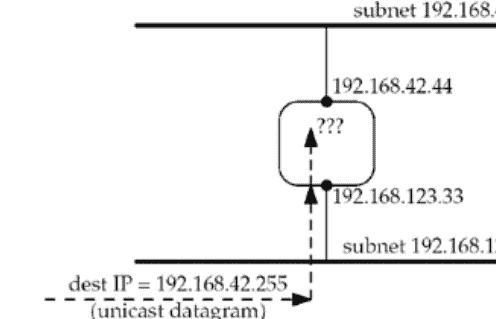 subnet 192.168.
192.168.42.44
???
192.168.123.33
subnet 192.168.1
dest IP = 192.168.42.255
(unicast datagram)